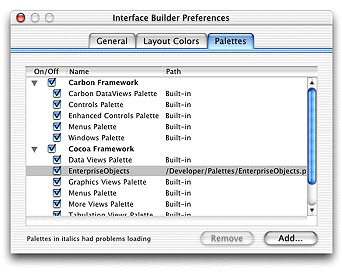 Interface Builder Preferences
General Layout Colors Palettes
On/Off Name Path
Carbon Framework
Carbon DataViews Palette Built-in
Controls Palette Built-in
Enhanced Controls Palette Built-in
Menus Palette Built-in
Windows Palette Built-in
Cocoa Framework
Data Views Palette Built-in
EnterpriseObjects /Developer/Palettes/EnterpriseObjects.p
Graphics Views Palette Built-in
Menus Palette Built-in
More Views Palette Built-in
Tabulation Views Palette Built-in
Palettes in italics had problems loading Remove Add...